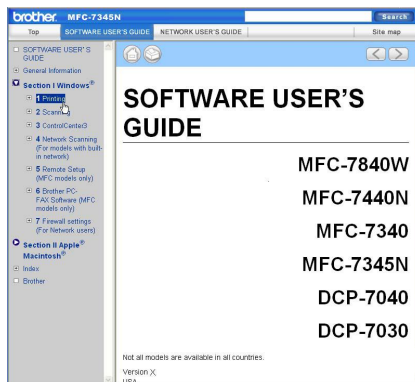 brother. MFC-7345N
Search
Top SOFTWARE USER'S GUIDE NETWORK USER'S GUIDE Site map
SOFTWARE USER' S
GUIDE
General Information
Section I Windows®
1 Printing
2 Scanning
3 ControlCenter3
4 Network Scanning
(For models with built-
in network)
5 Remote Setup
(MFC models only)
6 Brother PC-
FAX Software (MFC
models only)
7 Firewall settings
(For Network users)
Section II Apple®
Macintosh®
Index
Brother
SOFTWARE USER'S
GUIDE
MFC-7840W
MFC-7440N
MFC-7340
MFC-7345N
DCP-7040
DCP-7030
Not all models are available in all countries.
Version X